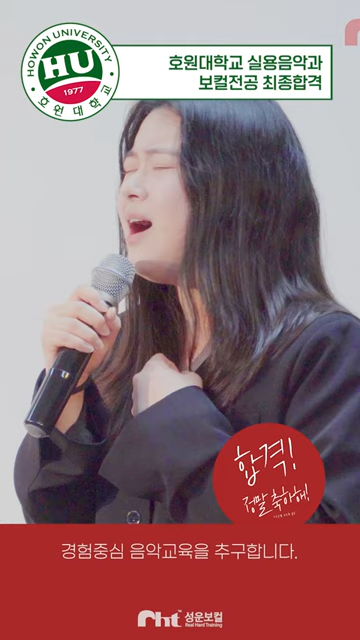 HOWON UNIVERSITY
HU
1977
호원대학교
호원대학교 실용음악과
보컬전공 최종합격
합격!
정말 축하해!
경험중심 음악교육을 추구합니다.
rht
성운보컬
Real Hard Training